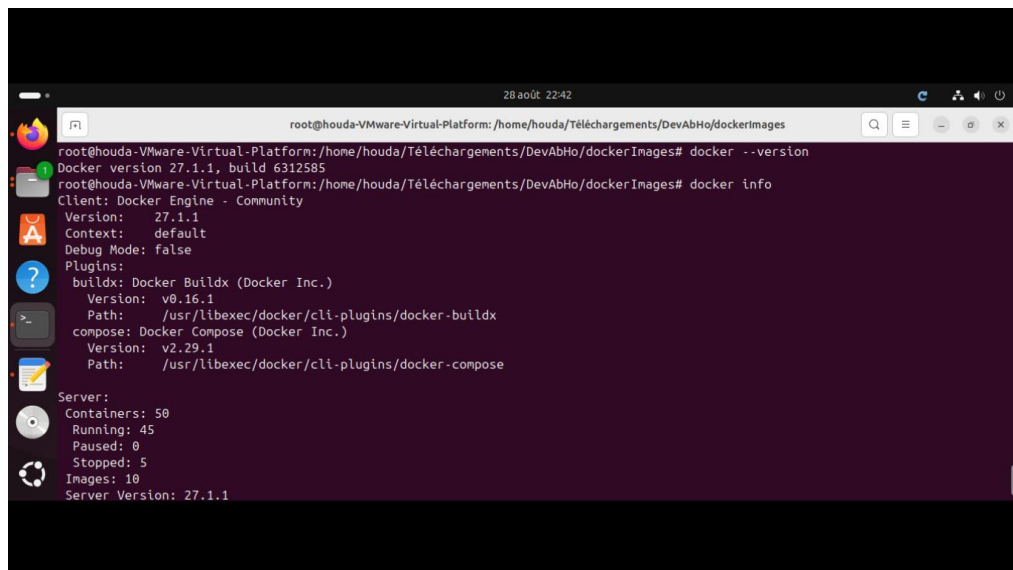 28 août 22:42
root@houda-VMware-Virtual-Platform: /home/houda/Téléchargements/DevAbHo/dockerImages
root@houda-VMware-Virtual-Platform:/home/houda/Téléchargements/DevAbHo/dockerImages# docker --version
Docker version 27.1.1, build 6312585
root@houda-VMware-Virtual-Platform:/home/houda/Téléchargements/DevAbHo/dockerImages# docker info
Client: Docker Engine - Community
 Version:    27.1.1
 Context:    default
 Debug Mode: false
 Plugins:
  buildx: Docker Buildx (Docker Inc.)
    Version:  v0.16.1
    Path:     /usr/libexec/docker/cli-plugins/docker-buildx
  compose: Docker Compose (Docker Inc.)
    Version:  v2.29.1
    Path:     /usr/libexec/docker/cli-plugins/docker-compose
Server:
 Containers: 50
  Running: 45
  Paused: 0
  Stopped: 5
 Images: 10
 Server Version: 27.1.1
1